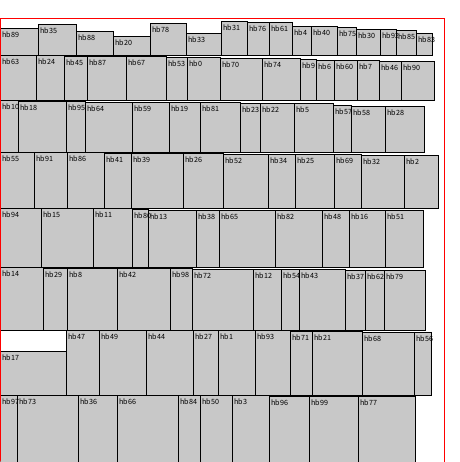 hb89 hb35 hb88 hb20 hb78 hb33 hb31 hb76 hb61 hb4 hb40 hb75 hb30 hb85 hb83
hb63 hb24 hb45 hb87 hb67 hb53 hb0 hb70 hb74 hb9 hb6 hb60 hb7 hb46 hb90
hb10 hb18 hb95 hb64 hb59 hb19 hb81 hb23 hb22 hb5 hb57 hb58 hb28
hb55 hb91 hb86 hb41 hb39 hb26 hb52 hb34 hb25 hb69 hb32 hb2
hb94 hb15 hb11 hb80 hb13 hb38 hb65 hb82 hb48 hb16 hb51
hb14 hb29 hb8 hb42 hb98 hb72 hb12 hb54 hb43 hb37 hb62 hb79
hb17 hb47 hb49 hb44 hb27 hb1 hb93 hb71 hb21 hb68 hb56
hb97 hb73 hb36 hb66 hb84 hb50 hb3 hb96 hb99 hb77